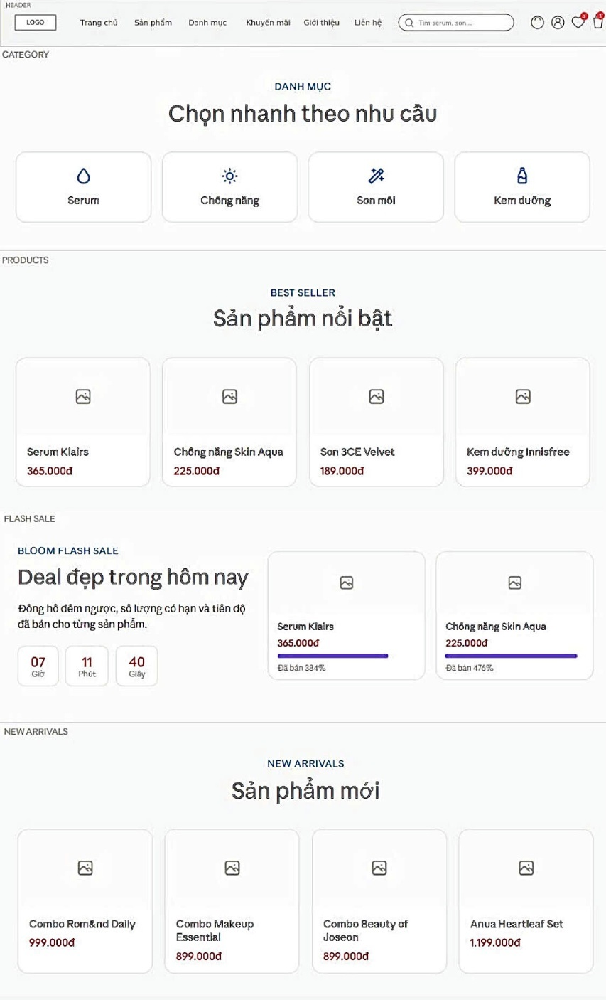 HEADER
LOGO
Trang chủ
Sản phẩm
Danh mục
Khuyến mãi
Giới thiệu
Liên hệ
Tìm serum, son...
2
1
CATEGORY
DANH MỤC
Chọn nhanh theo nhu cầu
Serum
Chống nắng
Son môi
Kem dưỡng
PRODUCTS
BEST SELLER
Sản phẩm nổi bật
Serum Klairs
365.000đ
Chống nắng Skin Aqua
225.000đ
Son 3CE Velvet
189.000đ
Kem dưỡng Innisfree
399.000đ
FLASH SALE
BLOOM FLASH SALE
Deal đẹp trong hôm nay
Đồng hồ đếm ngược, số lượng có hạn và tiến độ
đã bán cho từng sản phẩm.
07
Giờ
11
Phút
40
Giây
Serum Klairs
365.000đ
Đã bán 384%
Chống nắng Skin Aqua
225.000đ
Đã bán 476%
NEW ARRIVALS
NEW ARRIVALS
Sản phẩm mới
Combo Rom&nd Daily
999.000đ
Combo Makeup
Essential
899.000đ
Combo Beauty of
Joseon
899.000đ
Anua Heartleaf Set
1.199.000đ